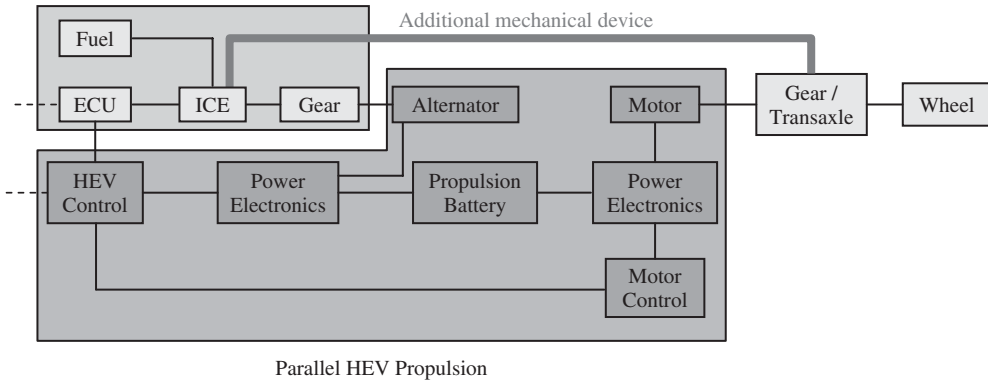 Additional mechanical device
Fuel
ECU
ICE
Gear
Alternator
Motor
Gear /
Transaxle
Wheel
HEV
Control
Power
Electronics
Propulsion
Battery
Power
Electronics
Motor
Control
Parallel HEV Propulsion